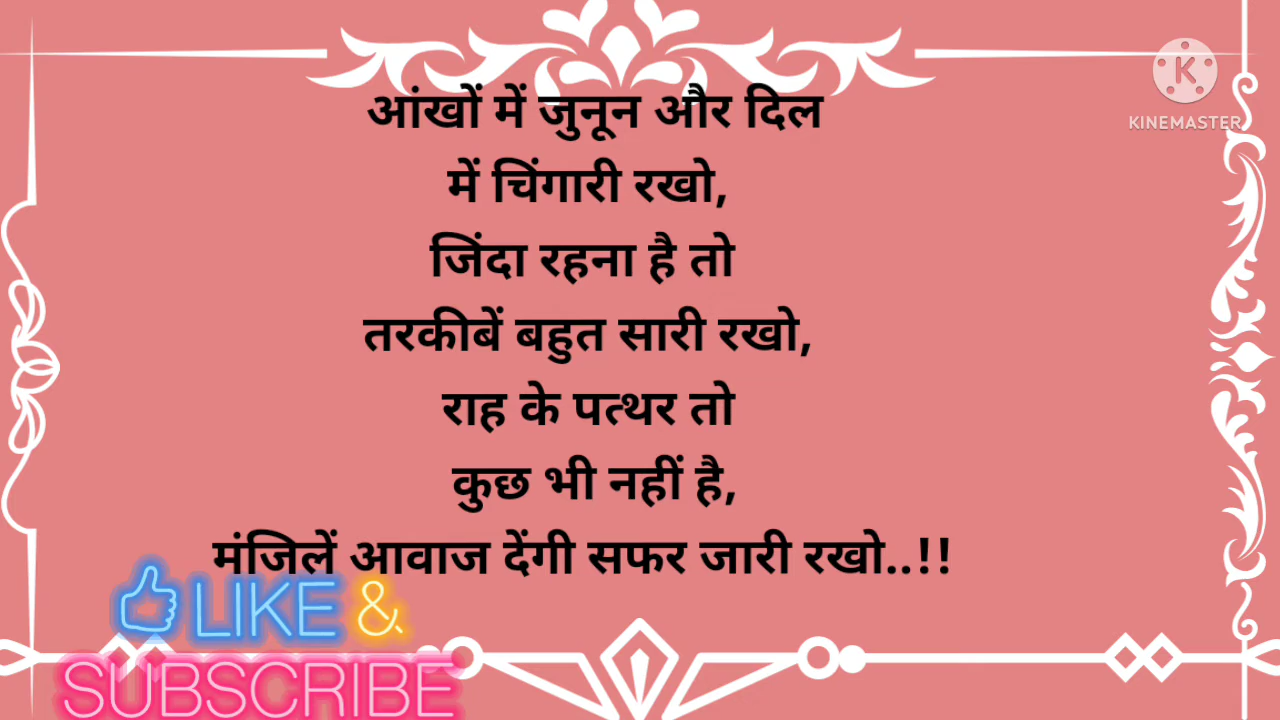 आंखों में जुनून और दिल
में चिंगारी रखो,
जिंदा रहना है तो
तरकीबें बहुत सारी रखो,
राह के पत्थर तो
कुछ भी नहीं है,
मंजिलें आवाज देंगी सफर जारी रखो..!!
LIKE &
SUBSCRIBE
K
KINEMASTER